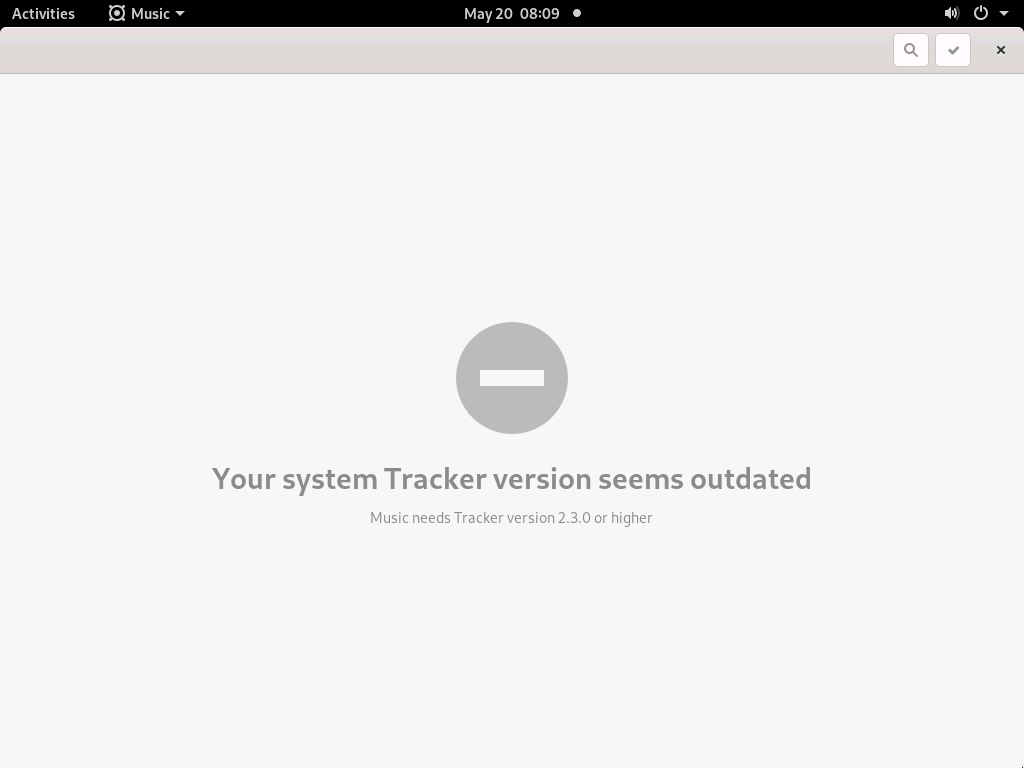 Activities
Music
May 20 08:09
Your system Tracker version seems outdated
Music needs Tracker version 2.3.0 or higher